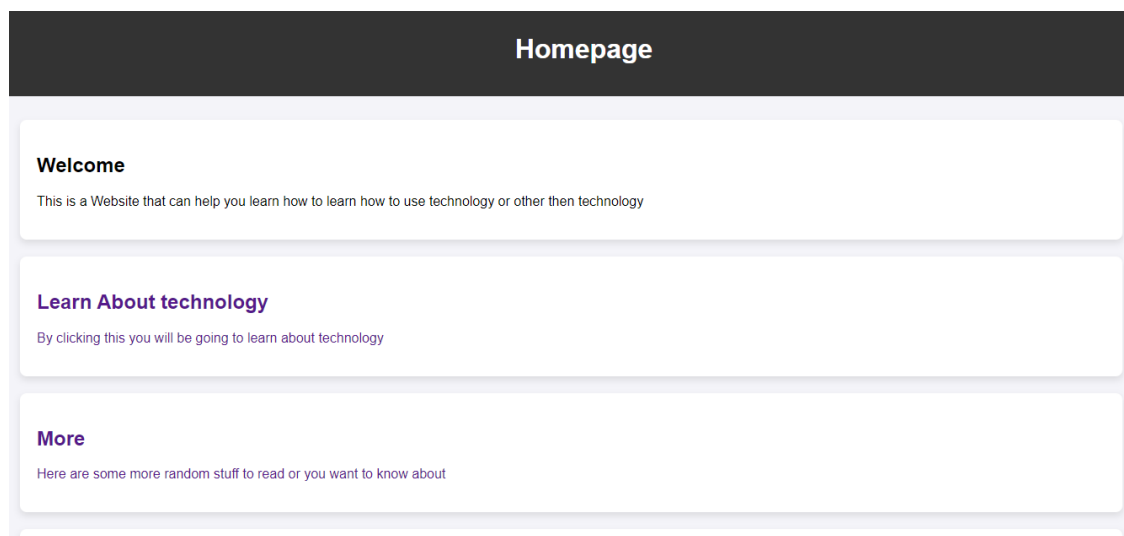 Homepage
Welcome
This is a Website that can help you learn how to learn how to use technology or other then technology
Learn About technology
By clicking this you will be going to learn about technology
More
Here are some more random stuff to read or you want to know about